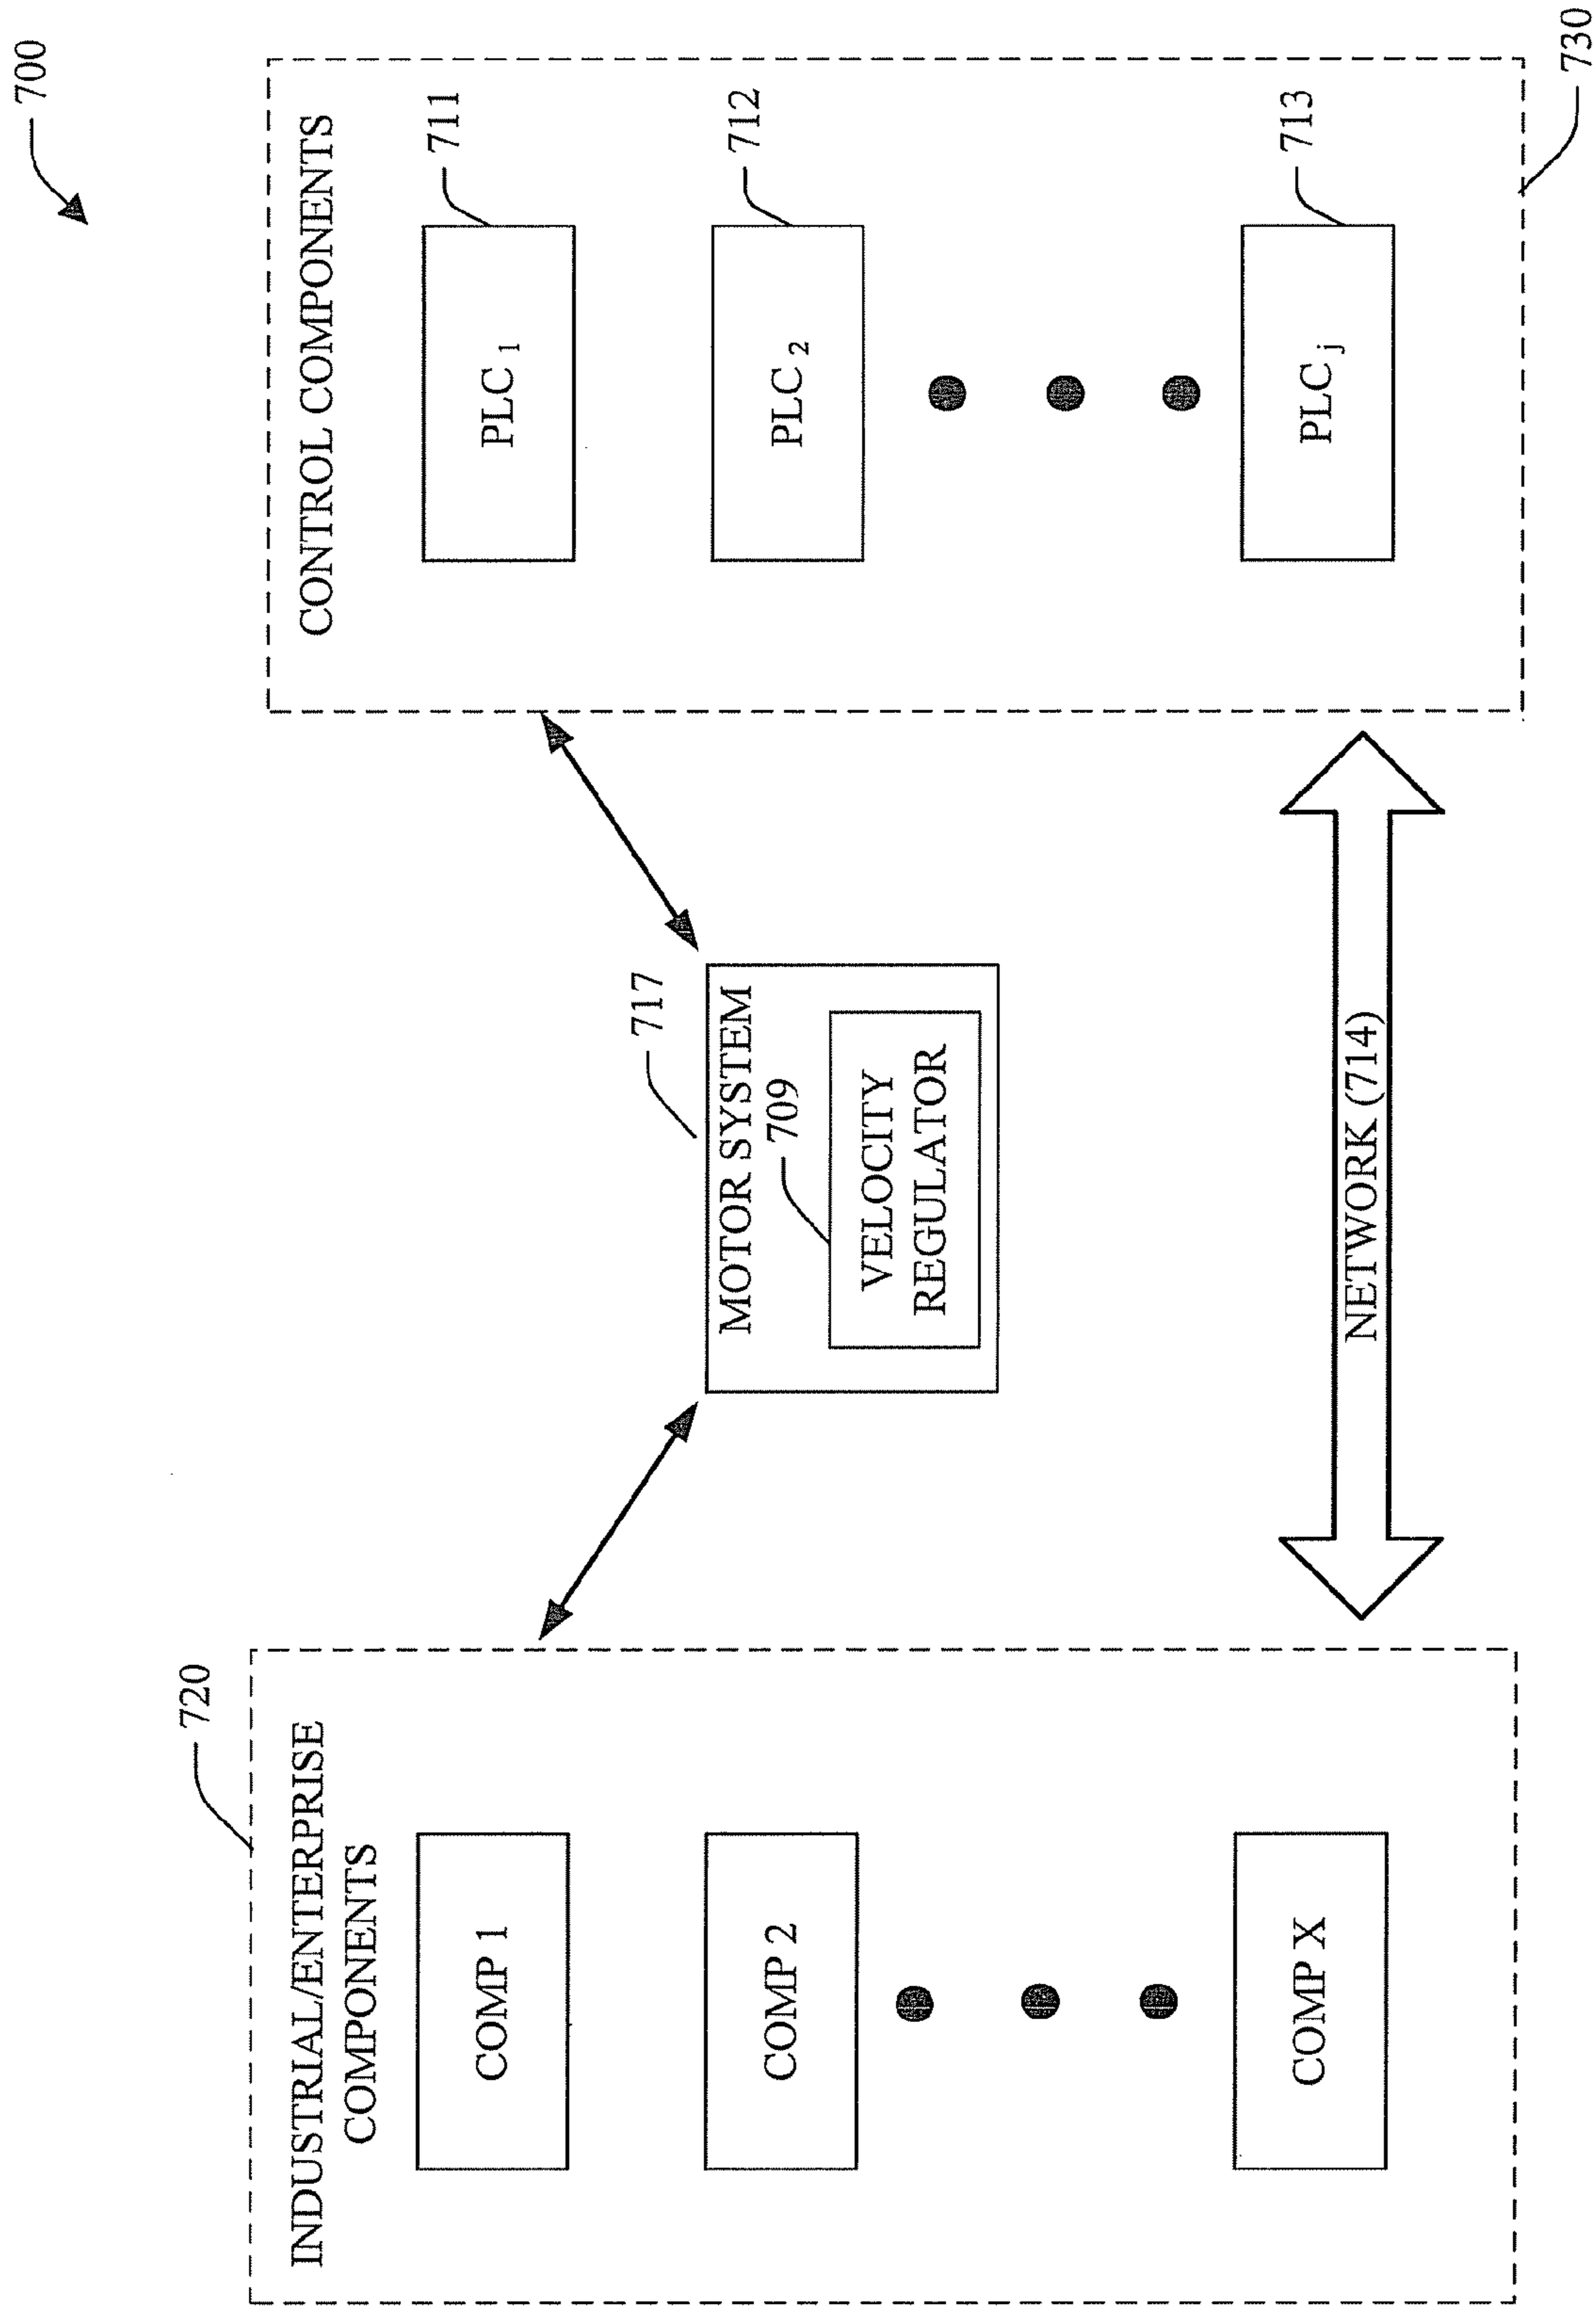 700
720
INDUSTRIAL/ENTERPRISE
COMPONENTS
COMP 1
COMP 2
COMP X
717
MOTOR SYSTEM
709
VELOCITY
REGULATOR
NETWORK (714)
CONTROL COMPONENTS
711
PLC 1
712
PLC 2
713
PLC j
730